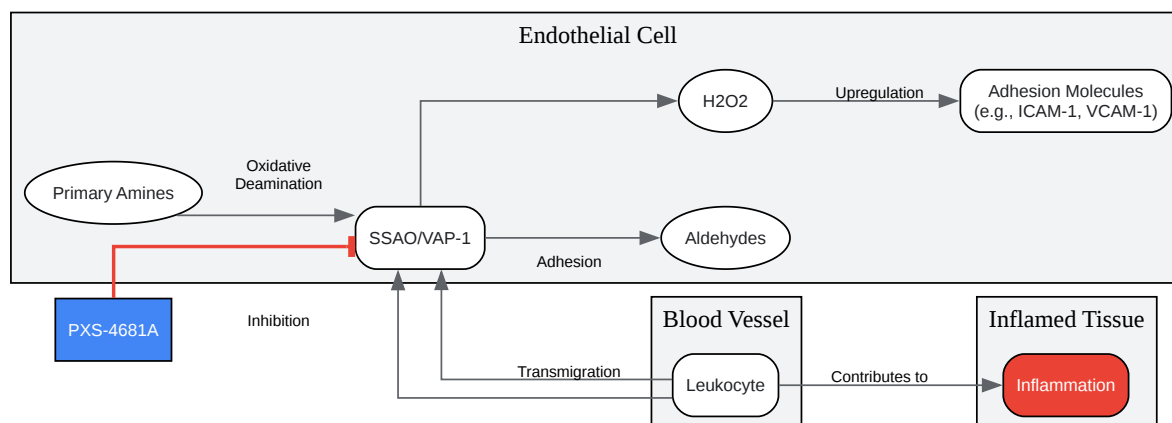 Endothelial Cell
H2O2
Upregulation
Adhesion Molecules
(e.g., ICAM-1, VCAM-1)
Oxidative
Deamination
Primary Amines
SSAO/VAP-1
Aldehydes
Adhesion
PXS-4681A
Inhibition
Blood Vessel
Inflamed Tissue
Transmigration
Leukocyte
Contributes to
Inflammation